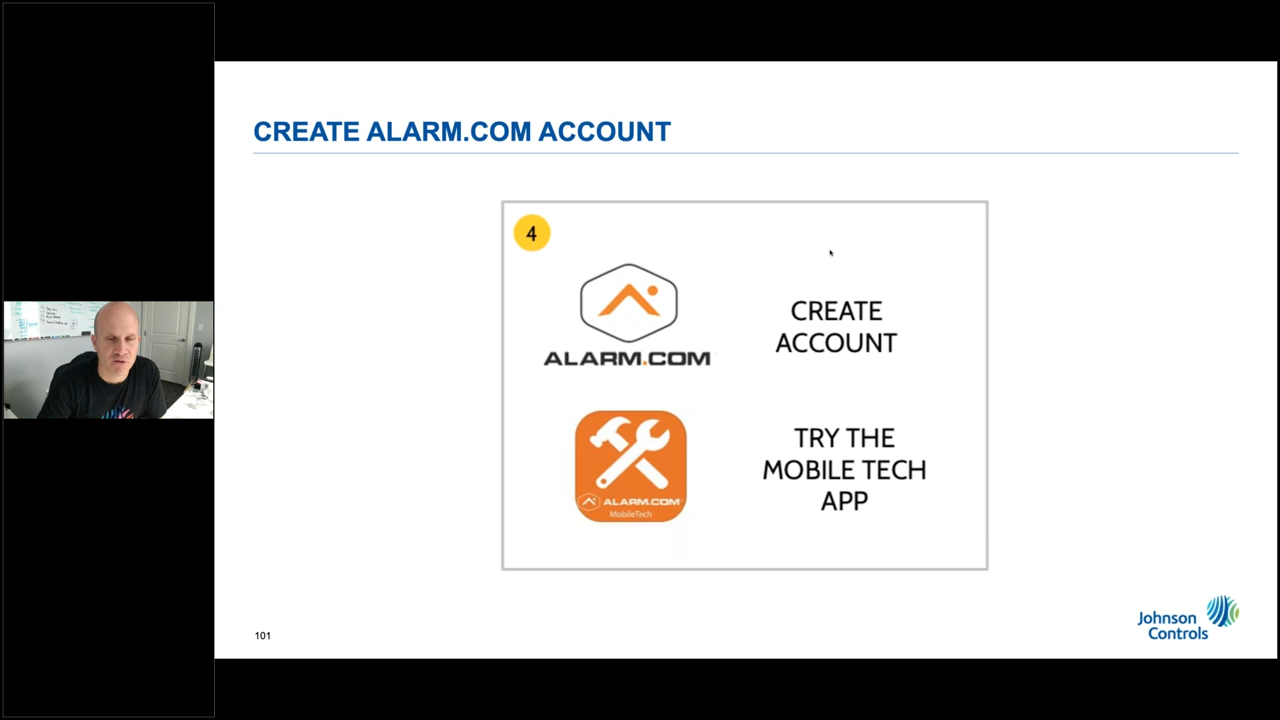 CREATE ALARM.COM ACCOUNT
4
ALARM.COM
CREATE
ACCOUNT
ALARM.COM
MobileTech
TRY THE
MOBILE TECH
APP
101
Johnson
Controls